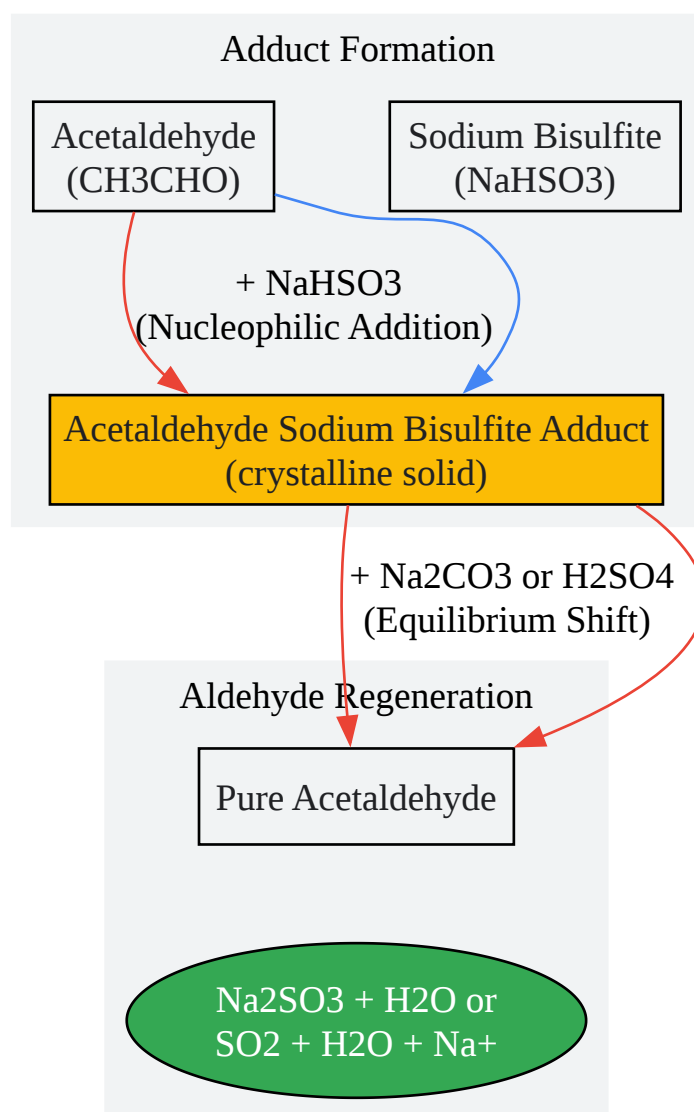 Adduct Formation
Acetaldehyde
(CH3CHO)
Sodium Bisulfite
(NaHSO3)
+ NaHSO3
(Nucleophilic Addition)
Acetaldehyde Sodium Bisulfite Adduct
(crystalline solid)
+ Na2CO3 or H2SO4
(Equilibrium Shift)
Aldehyde Regeneration
Pure Acetaldehyde
Na2SO3 + H2O or
SO2 + H2O + Na+